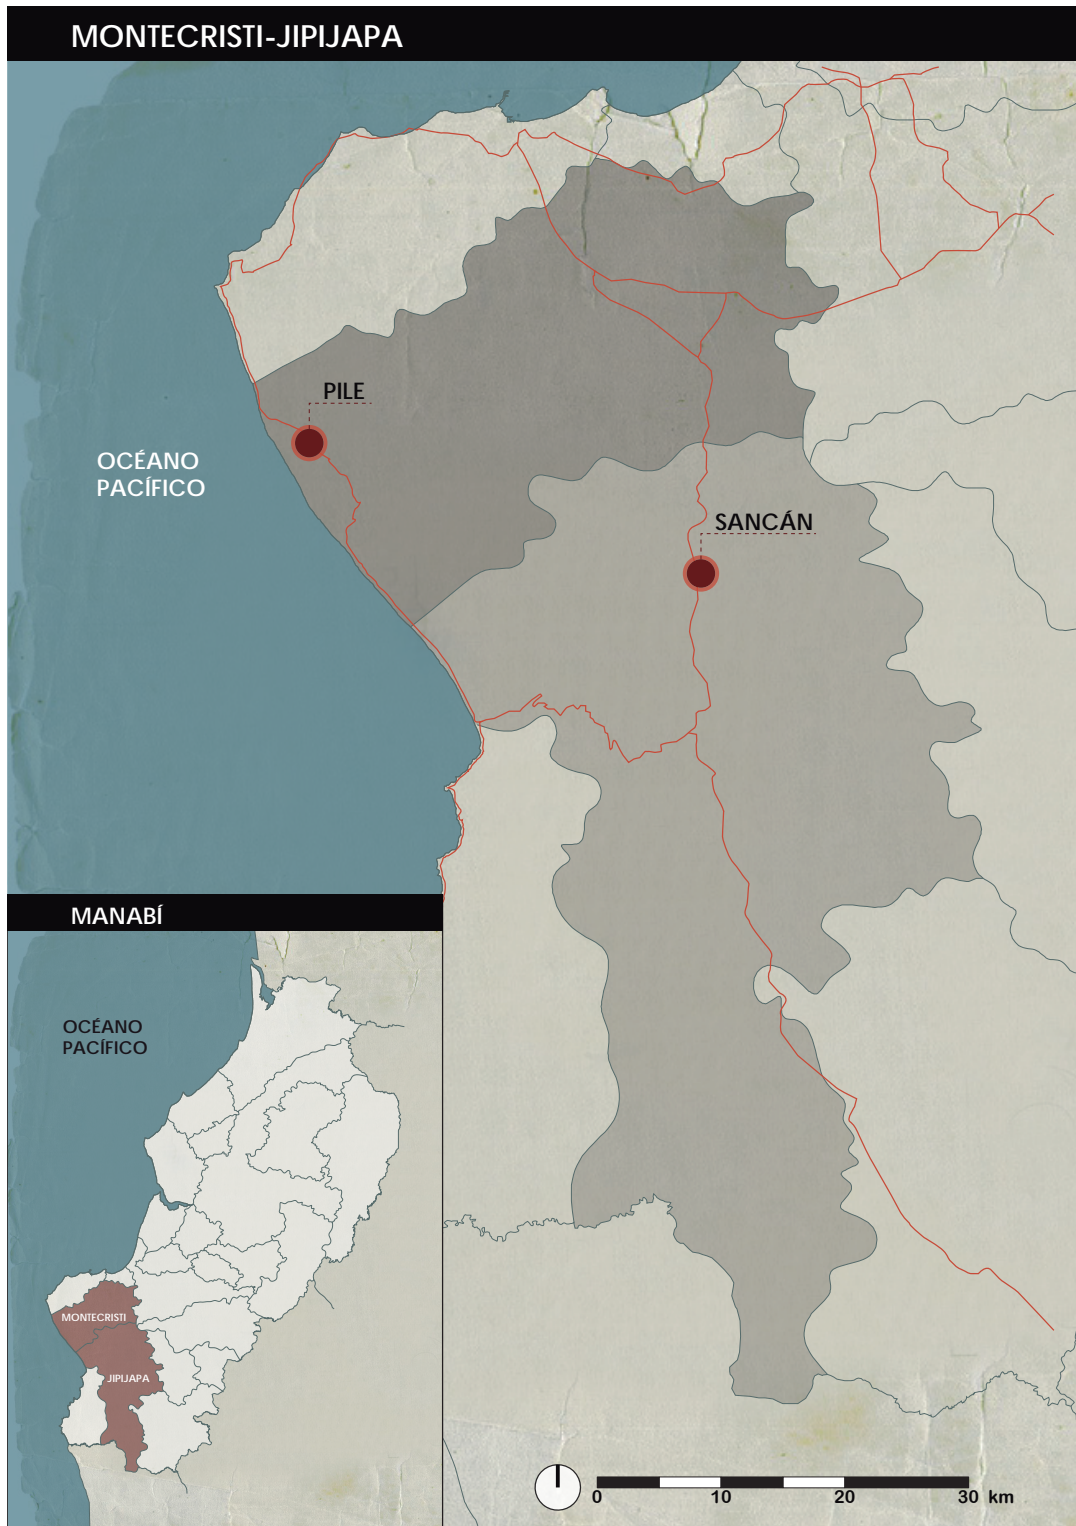 MONTECRISTI-JIPIJAPA
PILE
OCÉANO
PACÍFICO
SANCÁN
MANABÍ
OCÉANO
PACÍFICO
MONTECRISTI
JIPIJAPA
0 10 20 30 km